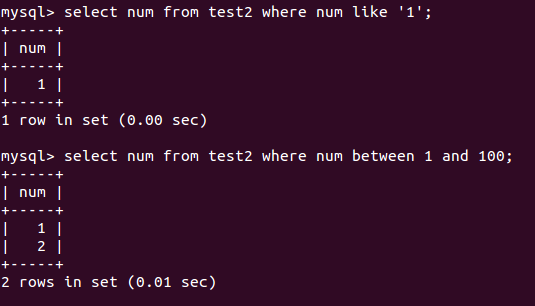 mysql> select num from test2 where num like '1';
+-----+
| num |
+-----+
|   1 |
+-----+
1 row in set (0.00 sec)

mysql> select num from test2 where num between 1 and 100;
+-----+
| num |
+-----+
|   1 |
|   2 |
+-----+
2 rows in set (0.01 sec)